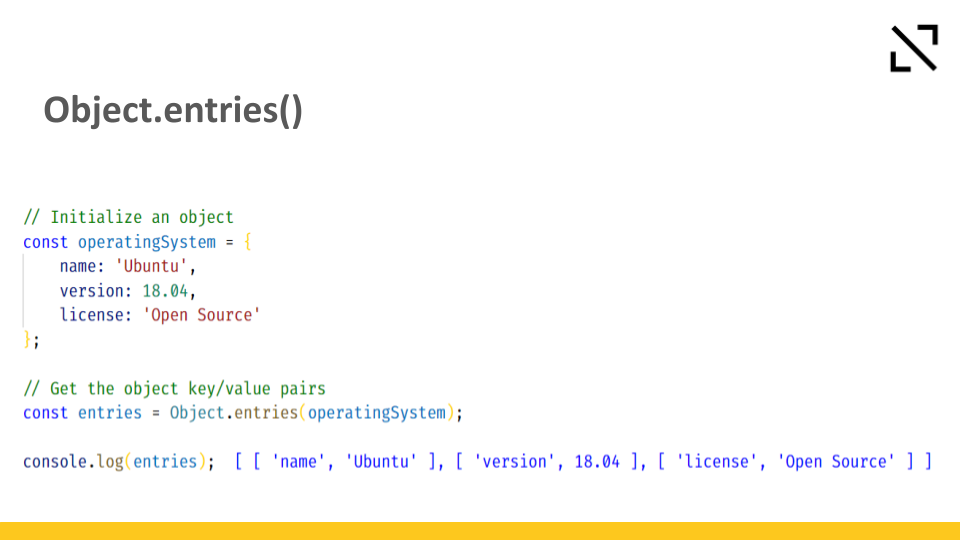 Object.entries()
// Initialize an object
const operatingSystem = {
    name: 'Ubuntu',
    version: 18.04,
    license: 'Open Source'
};
// Get the object key/value pairs
const entries = Object.entries(operatingSystem);
console.log(entries);  [ [ 'name', 'Ubuntu' ], [ 'version', 18.04 ], [ 'license', 'Open Source' ] ]